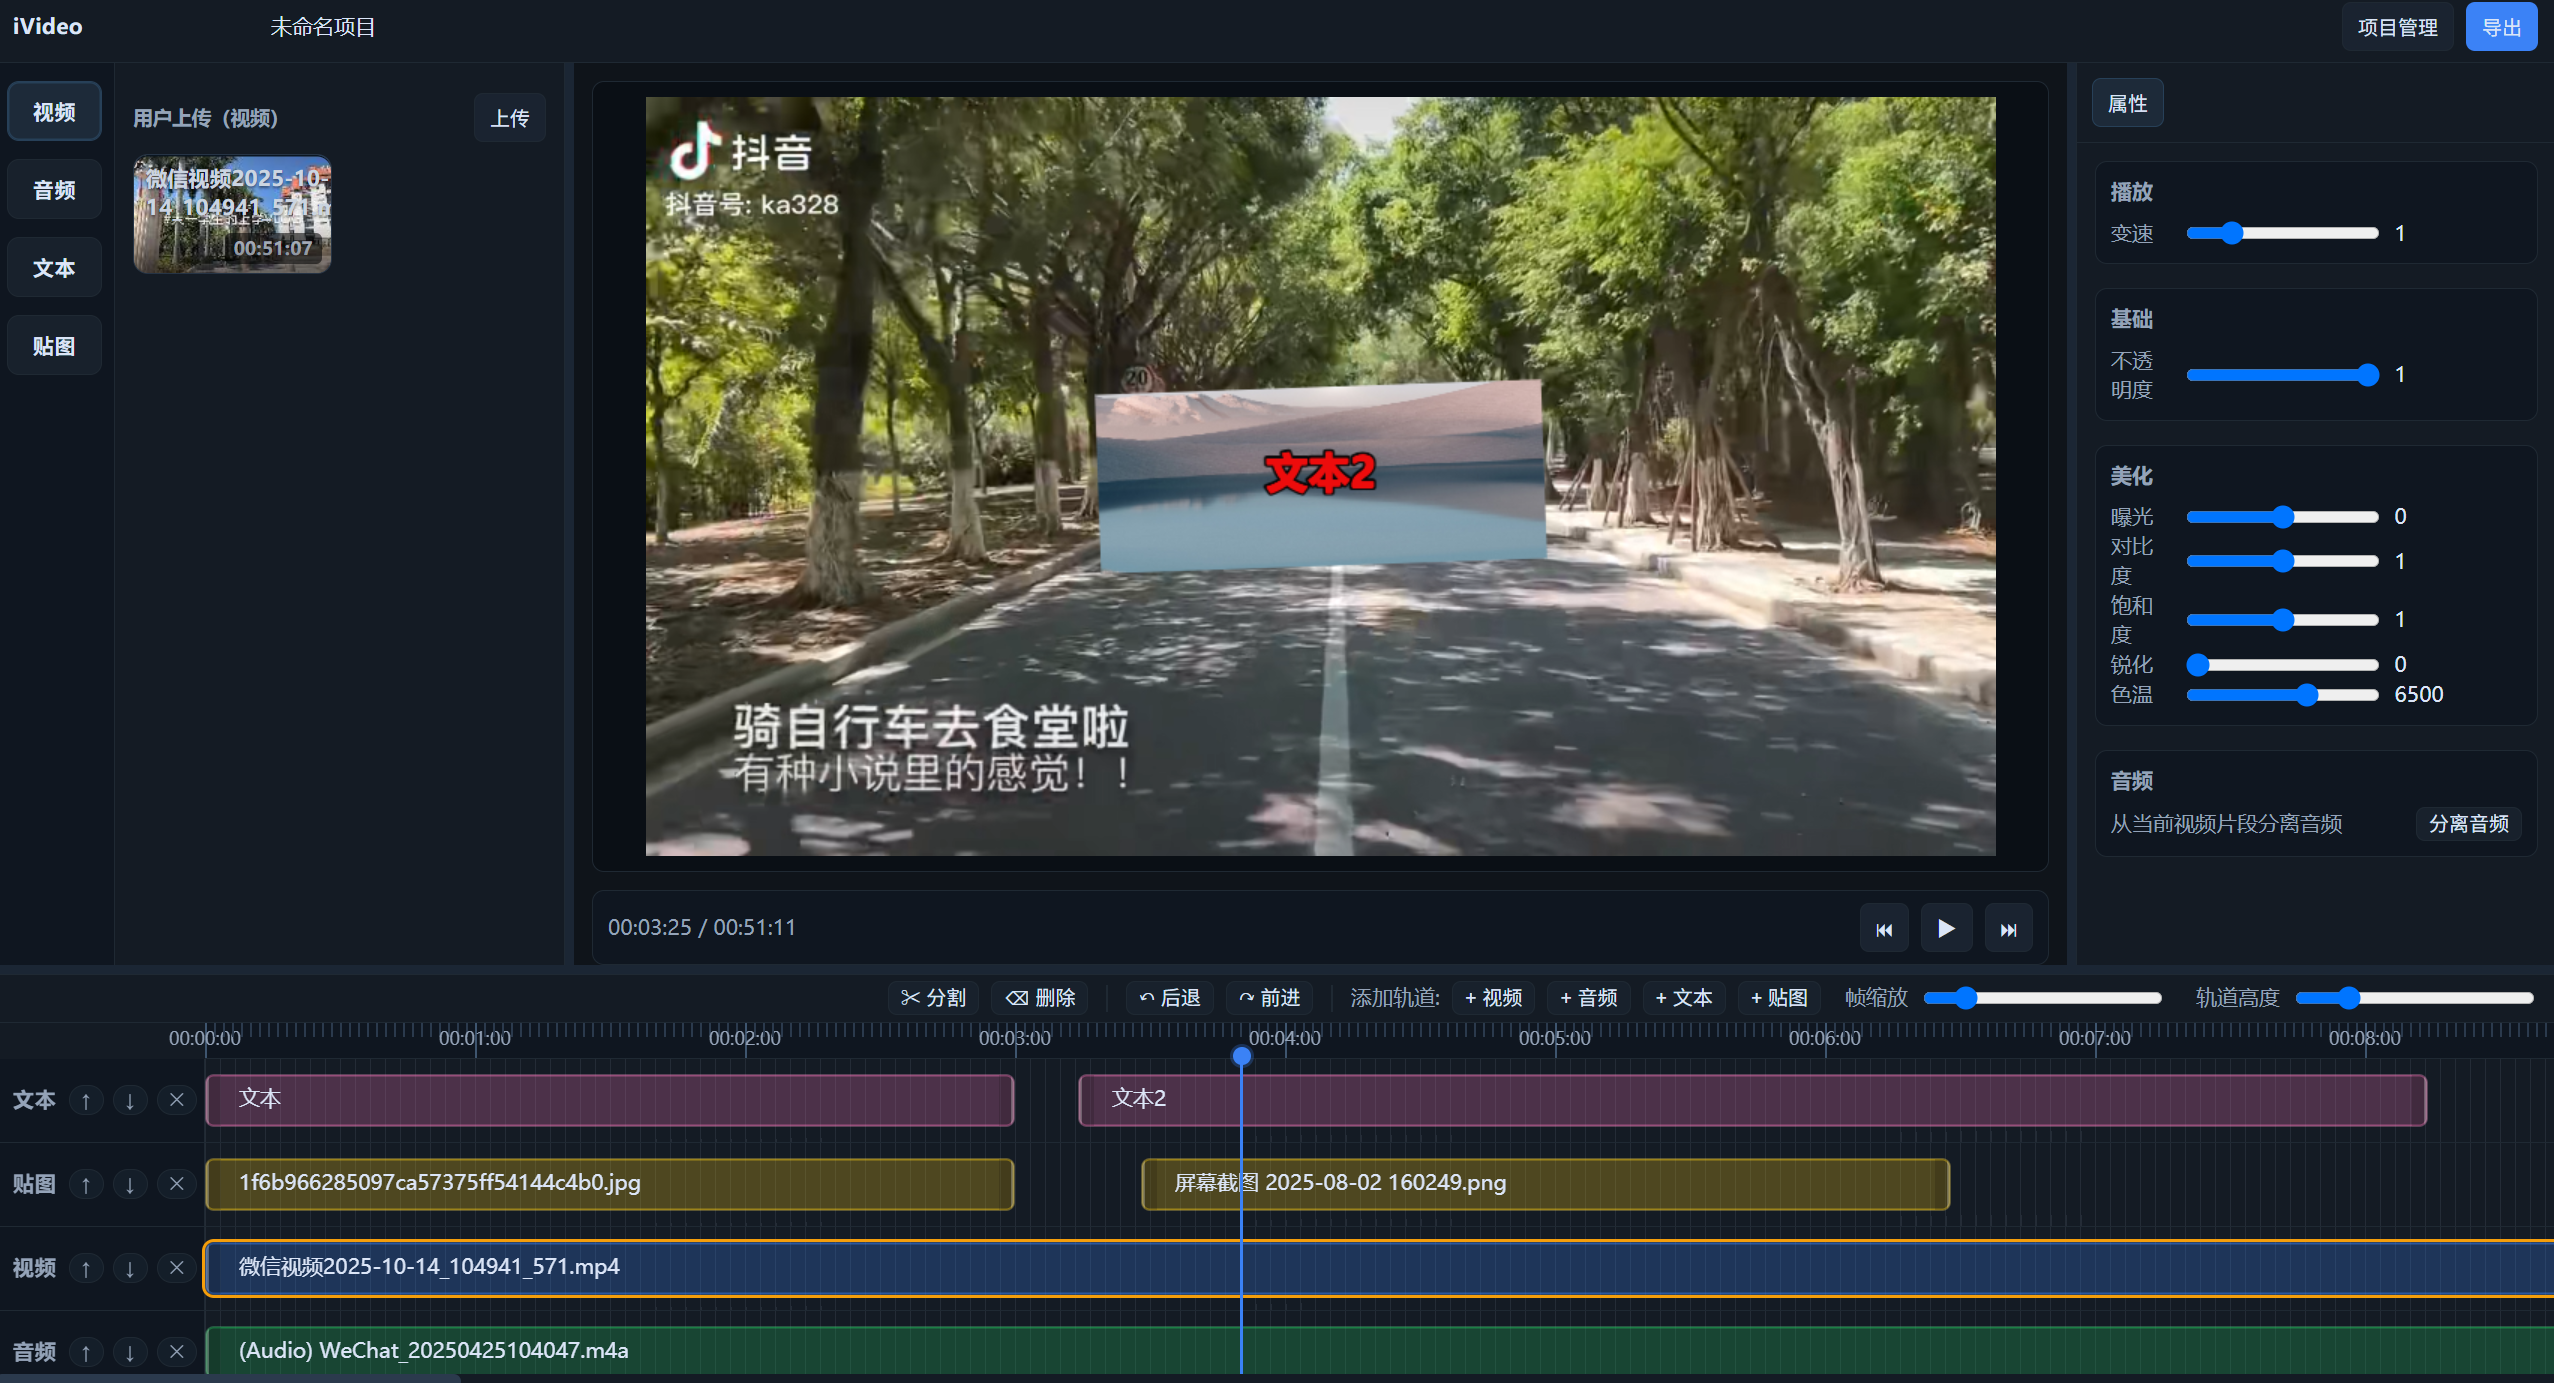 iVideo
未命名项目
项目管理
导出
视频
音频
文本
贴图
用户上传（视频）
上传
微信视频2025-10-
14_104941_571.m
00:51:07
抖音
抖音号: ka328
20
文本2
骑自行车去食堂啦
有种小说里的感觉！！
00:03:25 / 00:51:11
属性
播放
变速
1
基础
不透
明度
1
美化
曝光
0
对比
度
1
饱和
度
1
锐化
0
色温
6500
音频
从当前视频片段分离音频
分离音频
分割
删除
后退
前进
添加轨道:
+ 视频
+ 音频
+ 文本
+ 贴图
帧缩放
轨道高度
00:00:00
00:01:00
00:02:00
00:03:00
00:04:00
00:05:00
00:06:00
00:07:00
00:08:00
文本
文本
文本2
贴图
1f6b966285097ca57375ff54144c4b0.jpg
屏幕截图 2025-08-02 160249.png
视频
微信视频2025-10-14_104941_571.mp4
音频
(Audio) WeChat_20250425104047.m4a